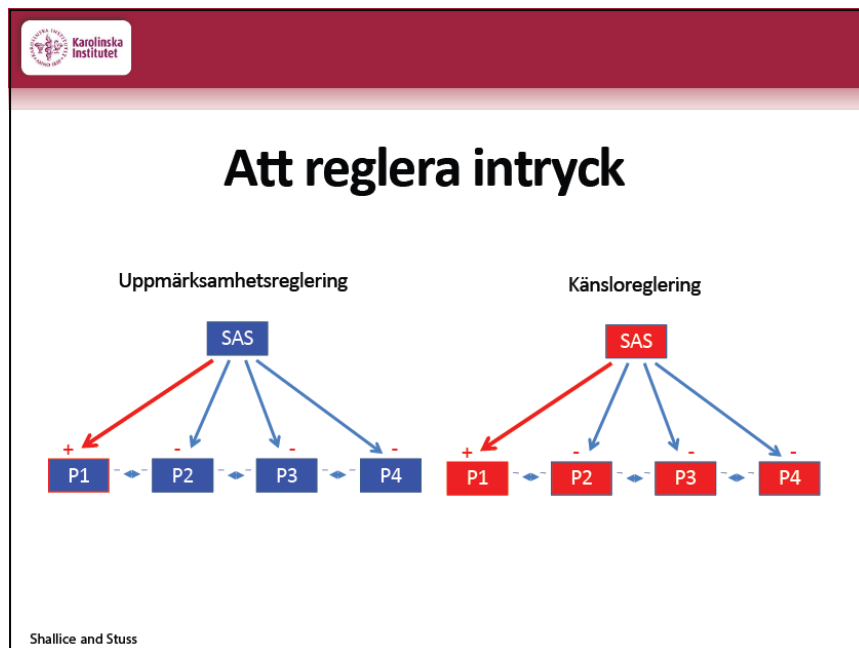 Karolinska
Institutet
Att reglera intryck
Uppmärksamhetsreglering
SAS
+ - - -
P1 P2 P3 P4
Känsloreglering
SAS
+ - - -
P1 P2 P3 P4
Shallice and Stuss